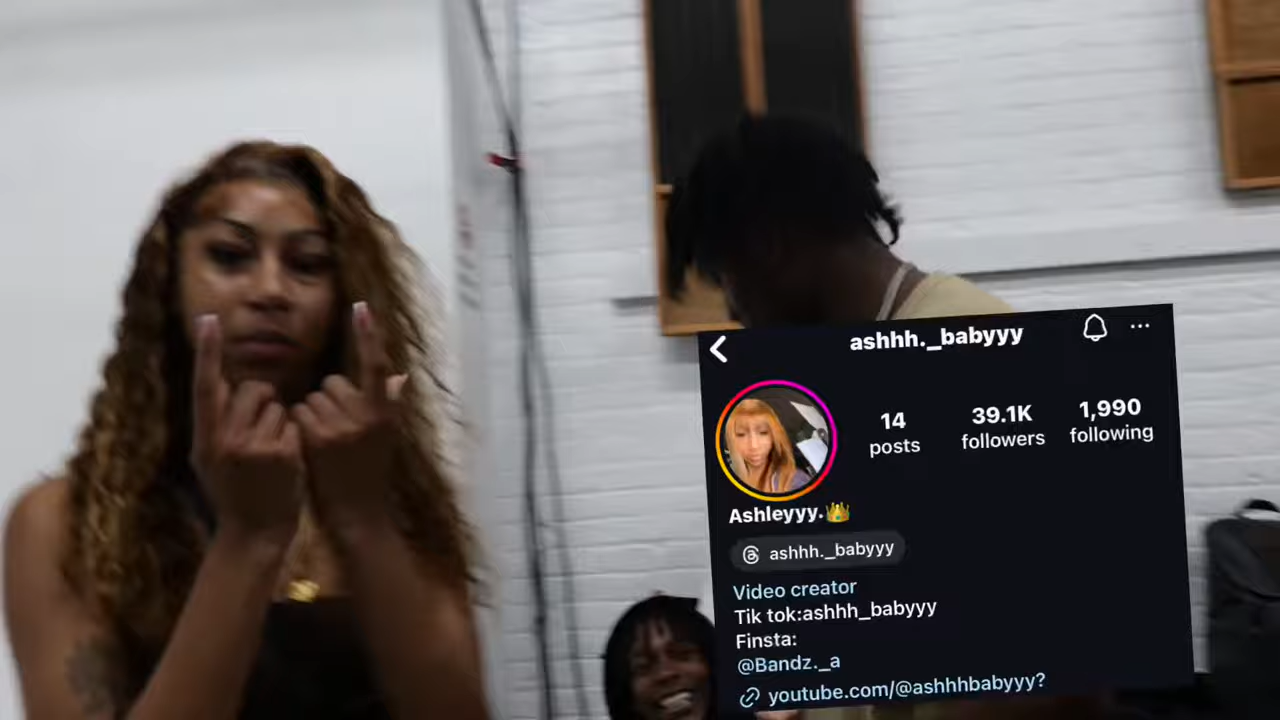 ashhh._babyyy
14
posts
39.1K
followers
1,990
following
Ashleyyy.👑
ashhh._babyyy
Video creator
Tik tok:ashhh_babyyy
Finsta:
@Bandz._a
youtube.com/@ashhhbabyyy?